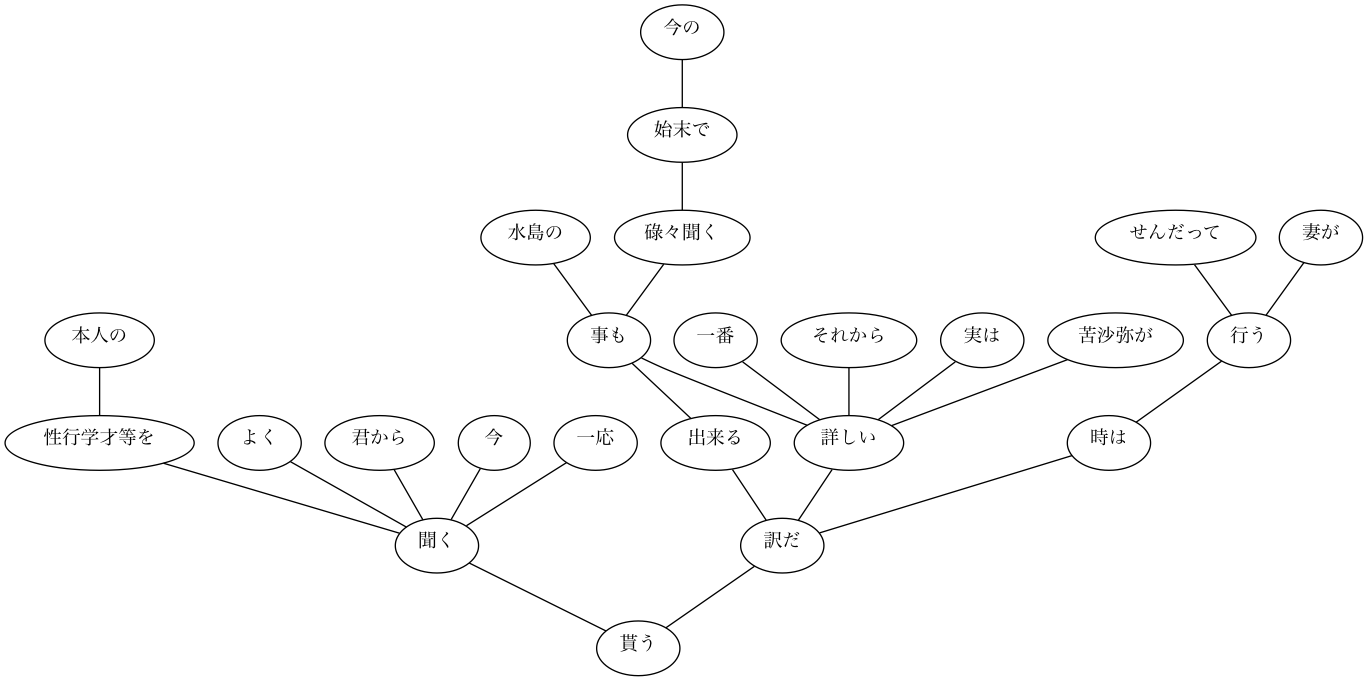 今の
始末で
水島の
碌々聞く
せんだって
妻が
本人の
事も
一番
それから
実は
苦沙弥が
行う
性行学才等を
よく
君から
今
一応
出来る
詳しい
時は
聞く
訳だ
貰う